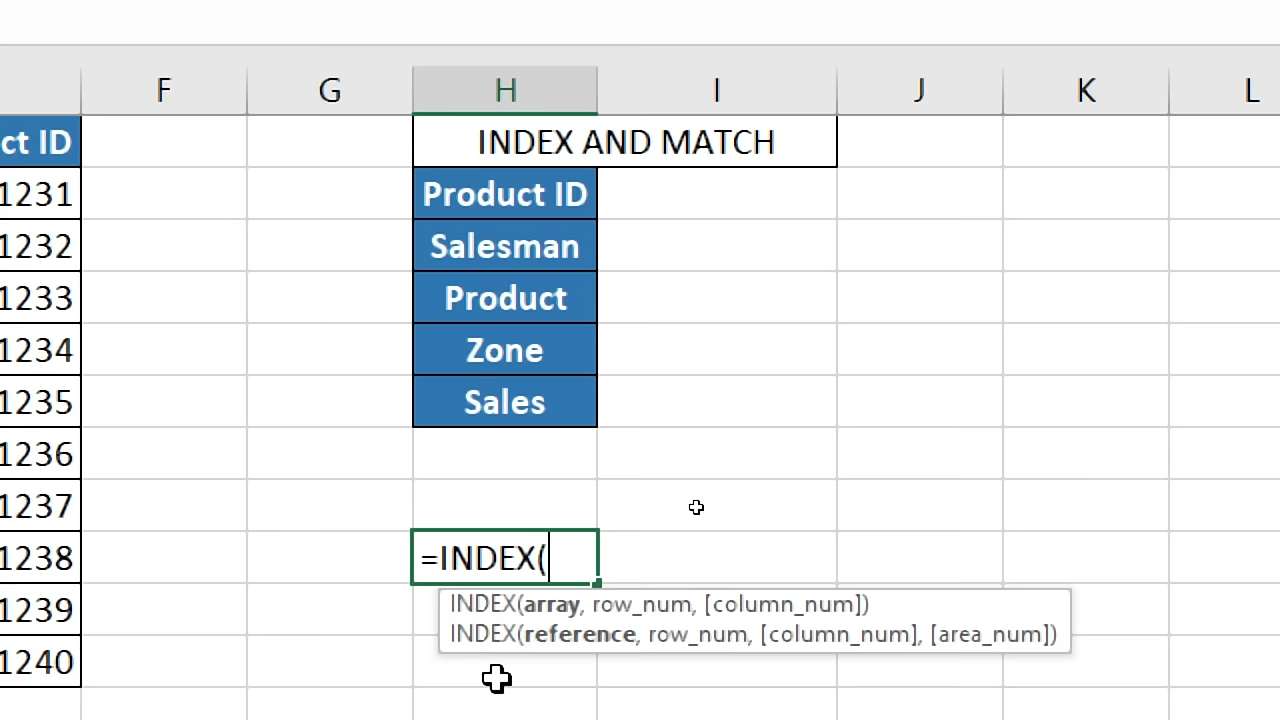 F G H I J K L
ct ID INDEX AND MATCH
1231 Product ID
1232 Salesman
1233 Product
1234 Zone
1235 Sales
1236
1237
1238 =INDEX(
1239 INDEX(array, row_num, [column_num])
INDEX(reference, row_num, [column_num], [area_num])
1240